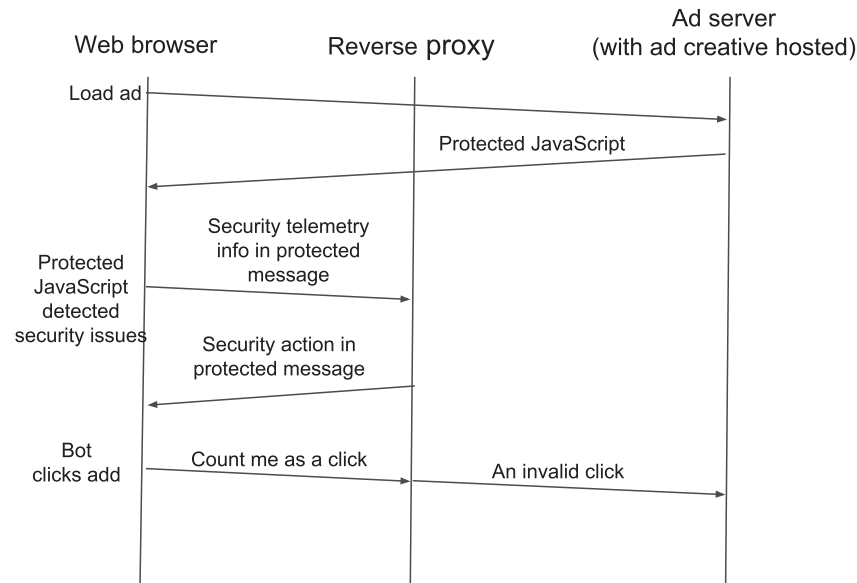 Ad server
Web browser
Reverse proxy
(with ad creative hosted)
Load ad
Protected JavaScript
Security telemetry
info in protected
message
Protected
JavaScript
detected
security issues
Security action in
protected message
Bot
clicks add
Count me as a click
An invalid click